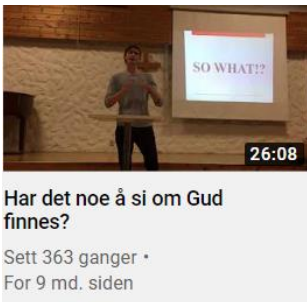 SO WHAT!?
26:08
Har det noe å si om Gud
finnes?
Sett 363 ganger •
For 9 md. siden